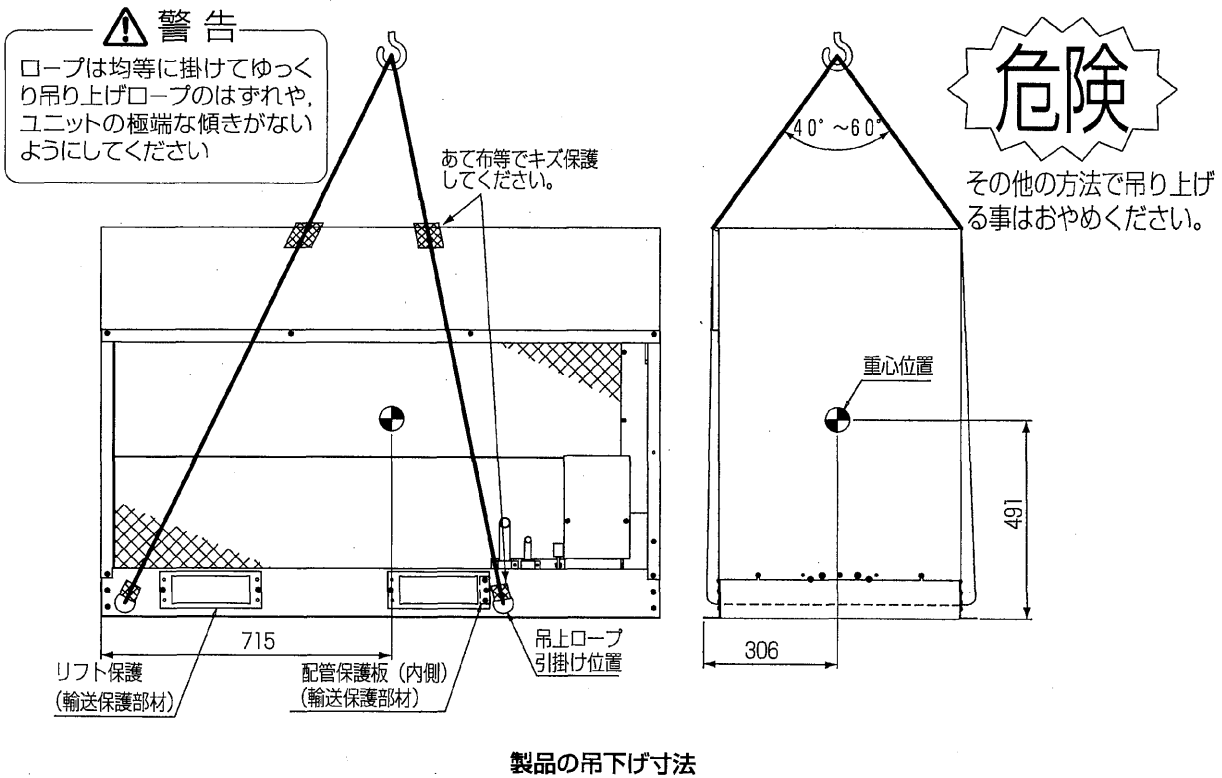 警告
ロープは均等に掛けてゆっく
り吊り上げロープのはずれや,
ユニットの極端な傾きがない
ようにしてください
危険
その他の方法で吊り上げ
る事はおやめください。
40°～60°
あて布等でキズ保護
してください。
重心位置
491
715
306
リフト保護
(輸送保護部材)
配管保護板（内側）
(輸送保護部材)
吊上ロープ
引掛け位置
製品の吊下げ寸法